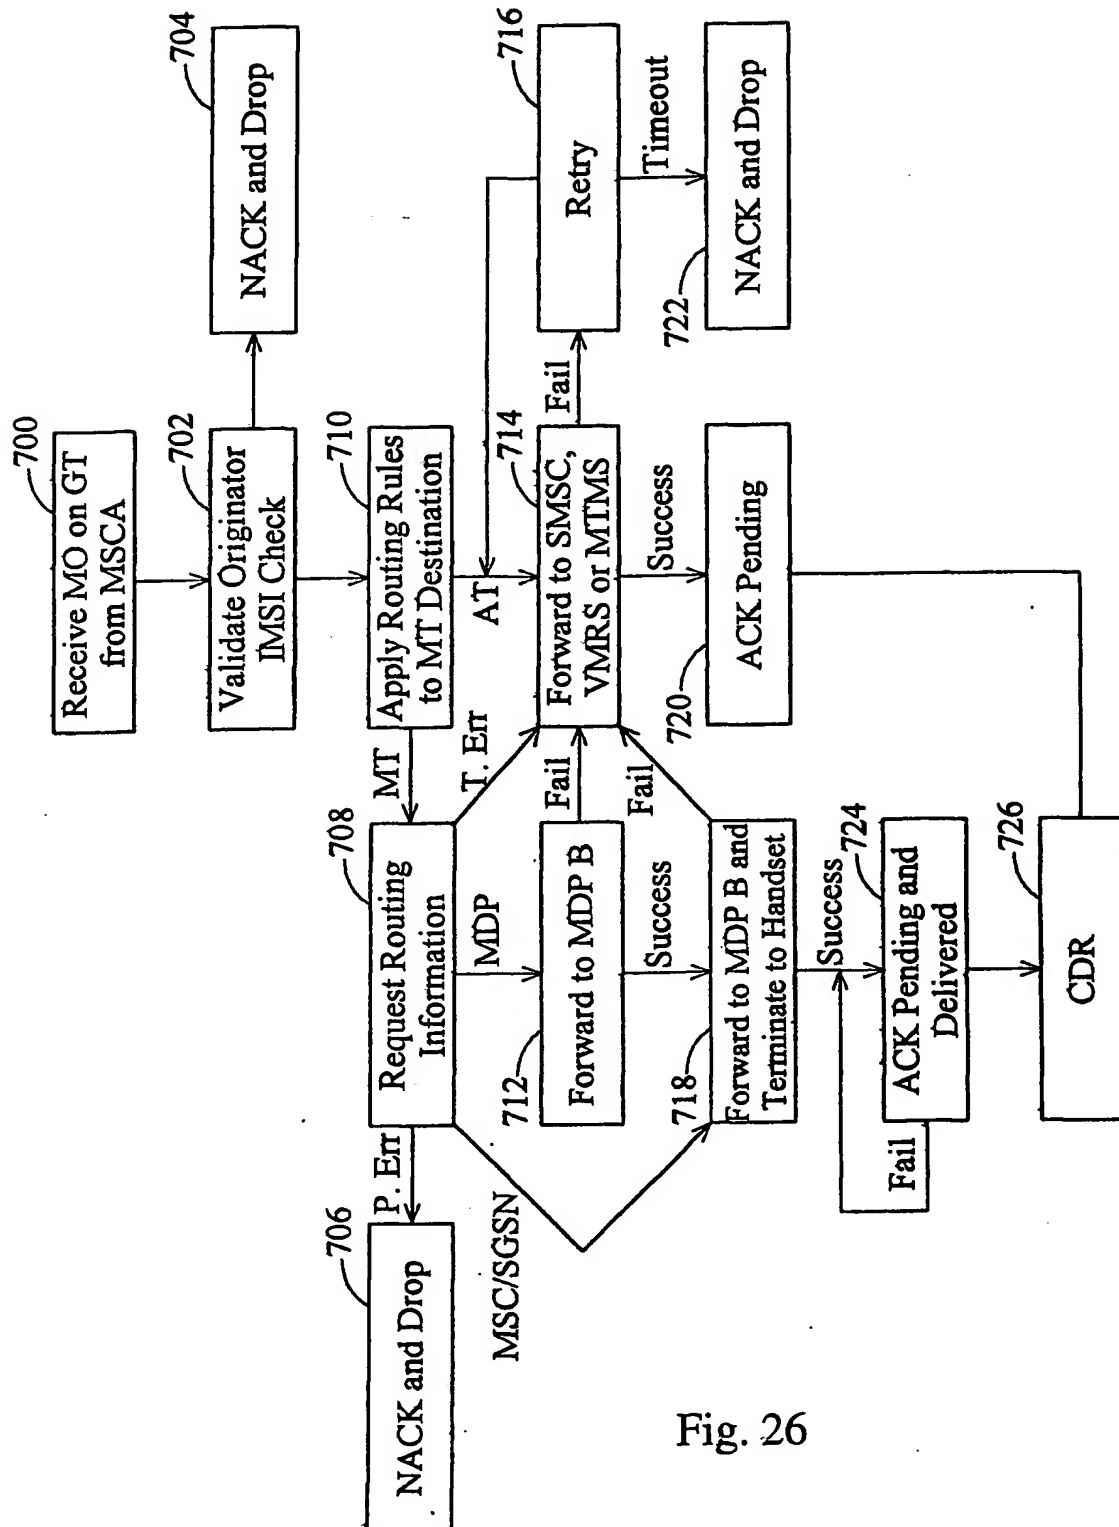 700
Receive MO on GT
from MSCA
702
Validate Originator
IMSI Check
704
NACK and Drop
710
Apply Routing Rules
to MT Destination
MT
AT
708
Request Routing
Information
P. Err
706
NACK and Drop
T. Err
MDP
MSC/SGSN
712
Forward to MDP B
Fail
Success
714
Forward to SMSC,
VMRS or MTMS
Fail
716
Retry
Timeout
722
NACK and Drop
Success
720
ACK Pending
718
Forward to MDP B and
Terminate to Handset
Fail
Success
724
ACK Pending and
Delivered
Fail
726
CDR
Fig. 26